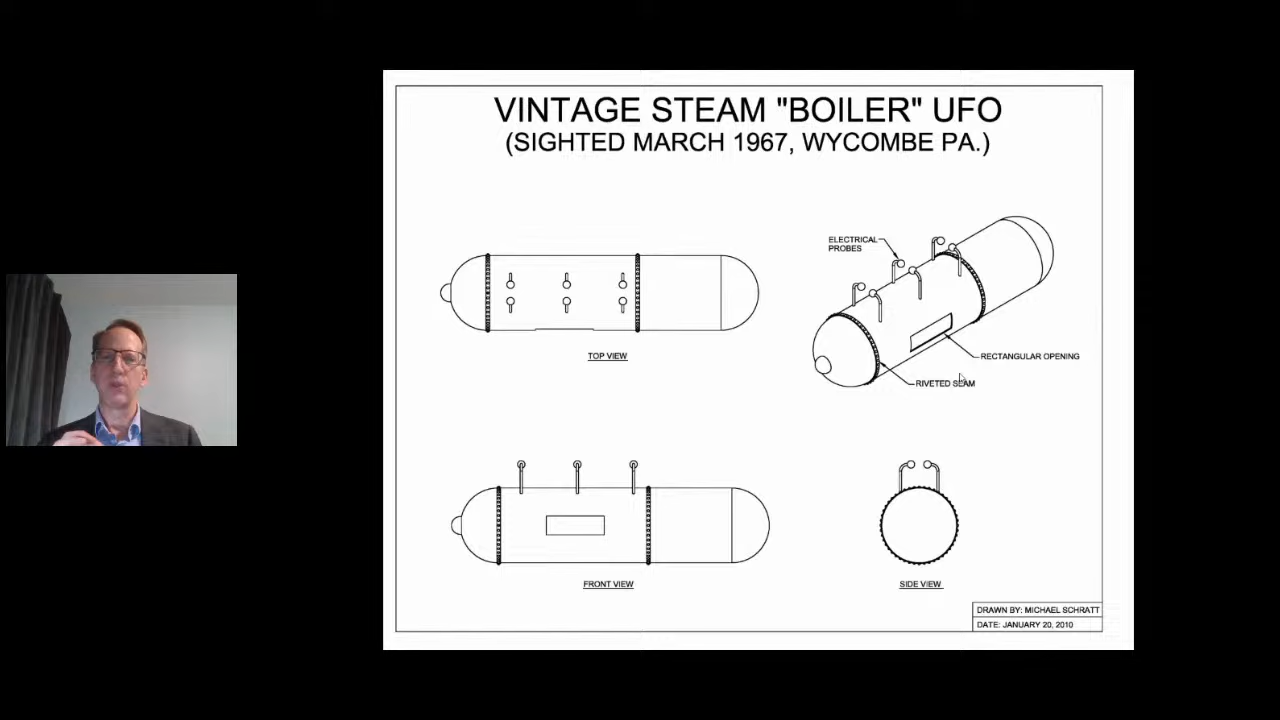 VINTAGE STEAM "BOILER" UFO
(SIGHTED MARCH 1967, WYCOMBE PA.)
ELECTRICAL
PROBES
TOP VIEW
RECTANGULAR OPENING
RIVETED SEAM
FRONT VIEW
SIDE VIEW
DRAWN BY: MICHAEL SCHRATT
DATE: JANUARY 20, 2010